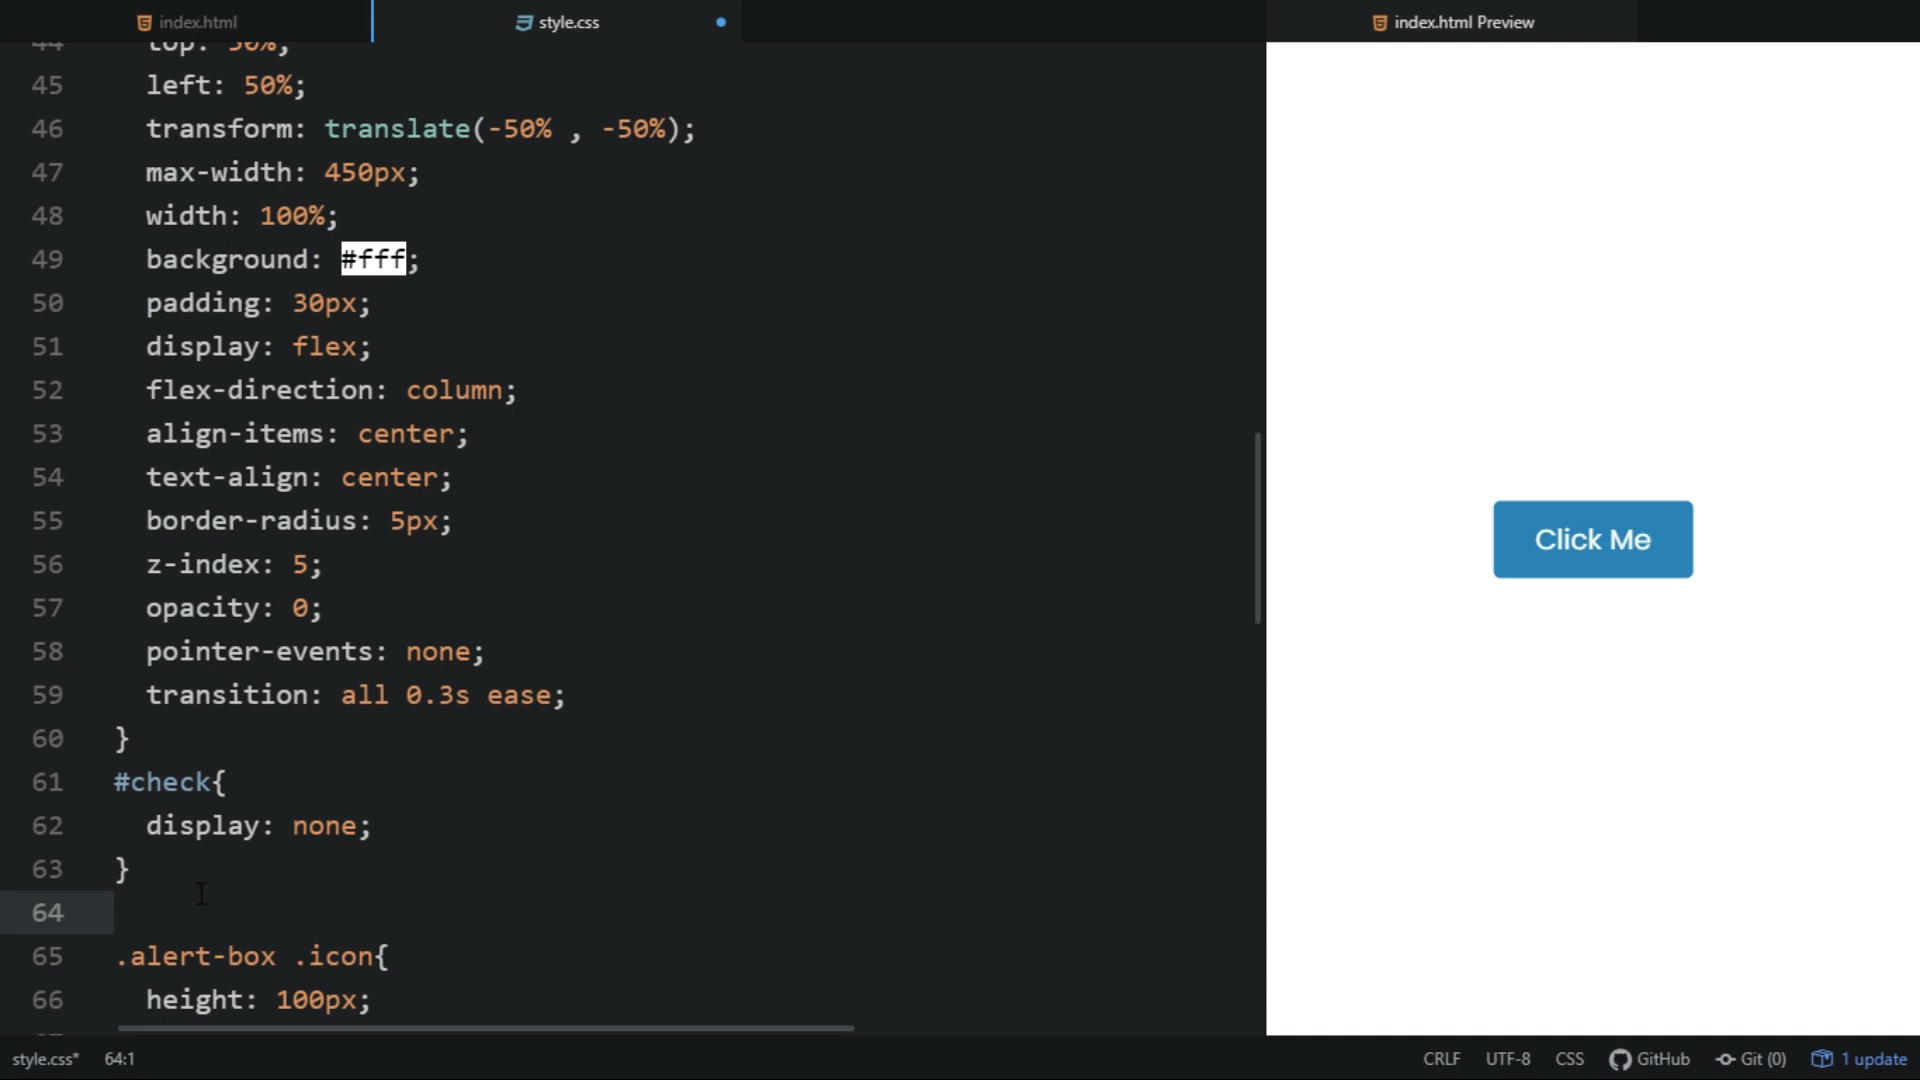 index.html
style.css
index.html Preview
44 top: 50%;
45 left: 50%;
46 transform: translate(-50% , -50%);
47 max-width: 450px;
48 width: 100%;
49 background: #fff;
50 padding: 30px;
51 display: flex;
52 flex-direction: column;
53 align-items: center;
54 text-align: center;
55 border-radius: 5px;
56 z-index: 5;
57 opacity: 0;
58 pointer-events: none;
59 transition: all 0.3s ease;
60 }
61 #check{
62 display: none;
63 }
64
65 .alert-box .icon{
66 height: 100px;
Click Me
style.css* 64:1 CRLF UTF-8 CSS GitHub Git (0) 1 update